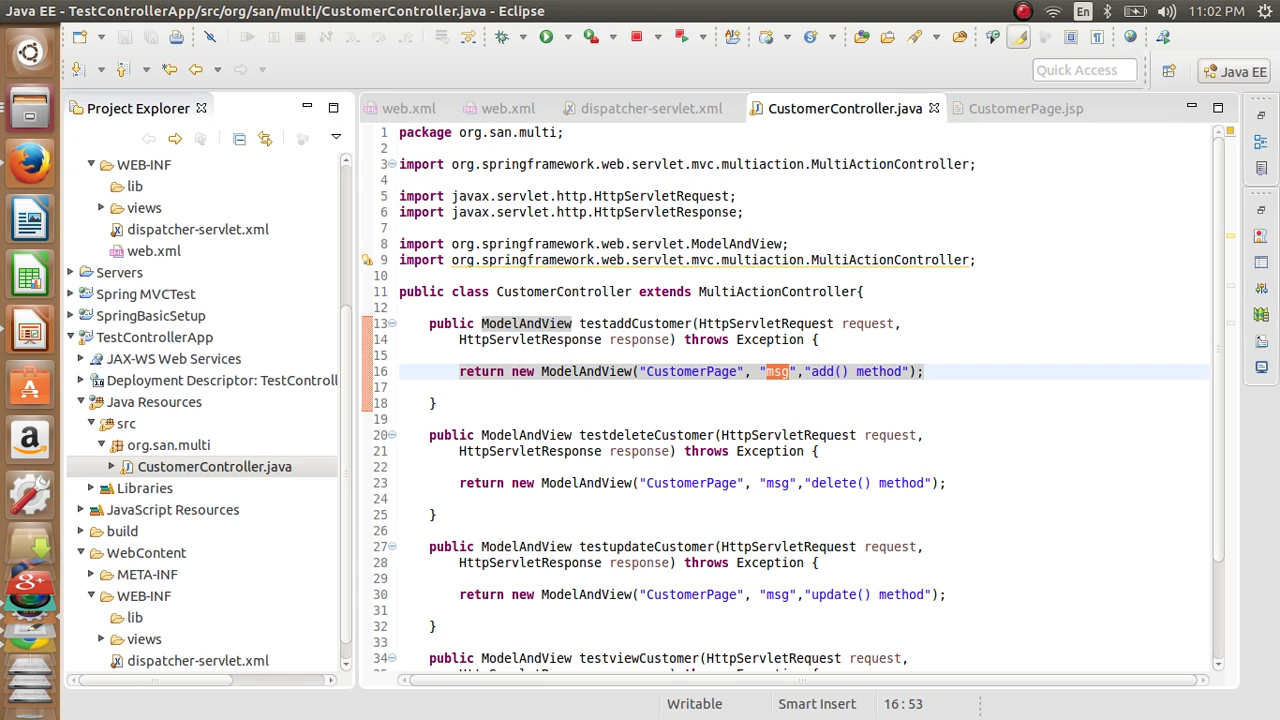 Java EE - TestControllerApp/src/org/san/multi/CustomerController.java - Eclipse
En
11:02 PM
Quick Access
Java EE
Project Explorer
WEB-INF
lib
views
dispatcher-servlet.xml
web.xml
Servers
Spring MVCTest
SpringBasicSetup
TestControllerApp
JAX-WS Web Services
Deployment Descriptor: TestControll
Java Resources
src
org.san.multi
CustomerController.java
Libraries
JavaScript Resources
build
WebContent
META-INF
WEB-INF
lib
views
dispatcher-servlet.xml
web.xml
web.xml
dispatcher-servlet.xml
CustomerController.java
CustomerPage.jsp
1 package org.san.multi;
2
3 import org.springframework.web.servlet.mvc.multiaction.MultiActionController;
4
5 import javax.servlet.http.HttpServletRequest;
6 import javax.servlet.http.HttpServletResponse;
7
8 import org.springframework.web.servlet.ModelAndView;
9 import org.springframework.web.servlet.mvc.multiaction.MultiActionController;
10
11 public class CustomerController extends MultiActionController{
12
13 public ModelAndView testaddCustomer(HttpServletRequest request,
14 HttpServletResponse response) throws Exception {
15
16 return new ModelAndView("CustomerPage", "msg","add() method");
17
18 }
19
20 public ModelAndView testdeleteCustomer(HttpServletRequest request,
21 HttpServletResponse response) throws Exception {
22
23 return new ModelAndView("CustomerPage", "msg","delete() method");
24
25 }
26
27 public ModelAndView testupdateCustomer(HttpServletRequest request,
28 HttpServletResponse response) throws Exception {
29
30 return new ModelAndView("CustomerPage", "msg","update() method");
31
32 }
33
34 public ModelAndView testviewCustomer(HttpServletRequest request,
Writable
Smart Insert
16 : 53